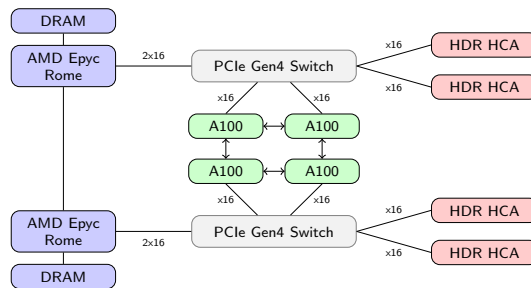 DRAM
AMD Epyc
Rome
2x16
PCIe Gen4 Switch
x16
HDR HCA
x16
HDR HCA
x16
x16
A100
A100
A100
A100
x16
x16
AMD Epyc
Rome
2x16
PCIe Gen4 Switch
x16
HDR HCA
x16
HDR HCA
DRAM